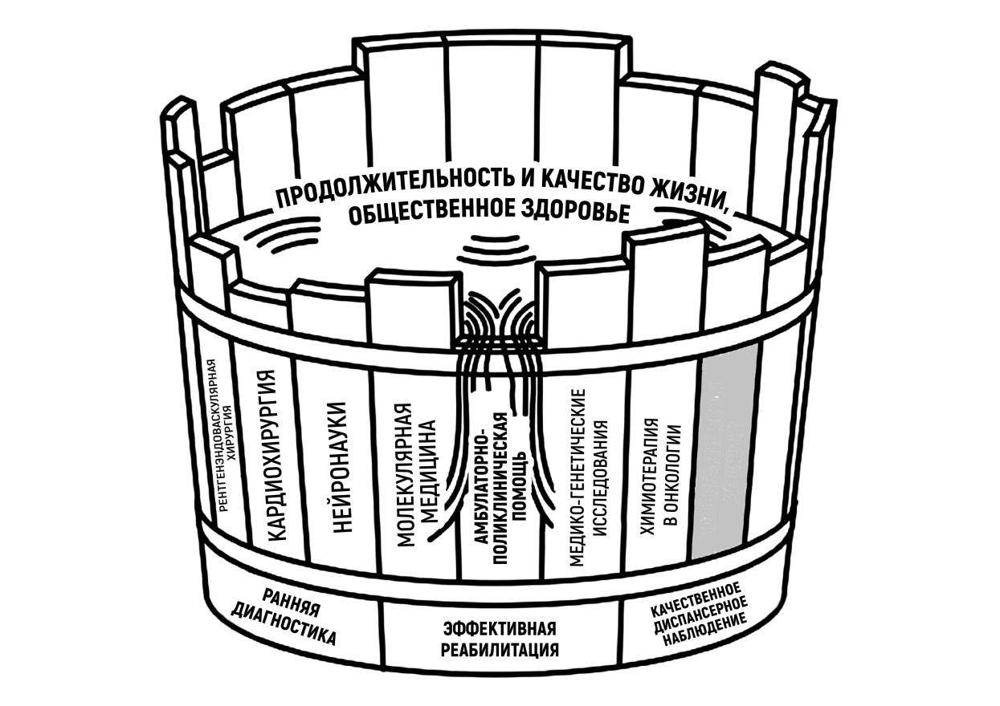 ПРОДОЛЖИТЕЛЬНОСТЬ И КАЧЕСТВО ЖИЗНИ,
ОБЩЕСТВЕННОЕ ЗДОРОВЬЕ
РЕНТГЕНЭНДОВАСКУЛЯРНАЯ
ХИРУРГИЯ
КАРДИОХИРУРГИЯ
НЕЙРОНАУКИ
МОЛЕКУЛЯРНАЯ
МЕДИЦИНА
АМБУЛАТОРНО-
ПОЛИКЛИНИЧЕСКАЯ
ПОМОЩЬ
МЕДИКО-ГЕНЕТИЧЕСКИЕ
ИССЛЕДОВАНИЯ
ХИМИОТЕРАПИЯ
В ОНКОЛОГИИ
РАННЯЯ
ДИАГНОСТИКА
ЭФФЕКТИВНАЯ
РЕАБИЛИТАЦИЯ
КАЧЕСТВЕННОЕ
ДИСПАНСЕРНОЕ
НАБЛЮДЕНИЕ